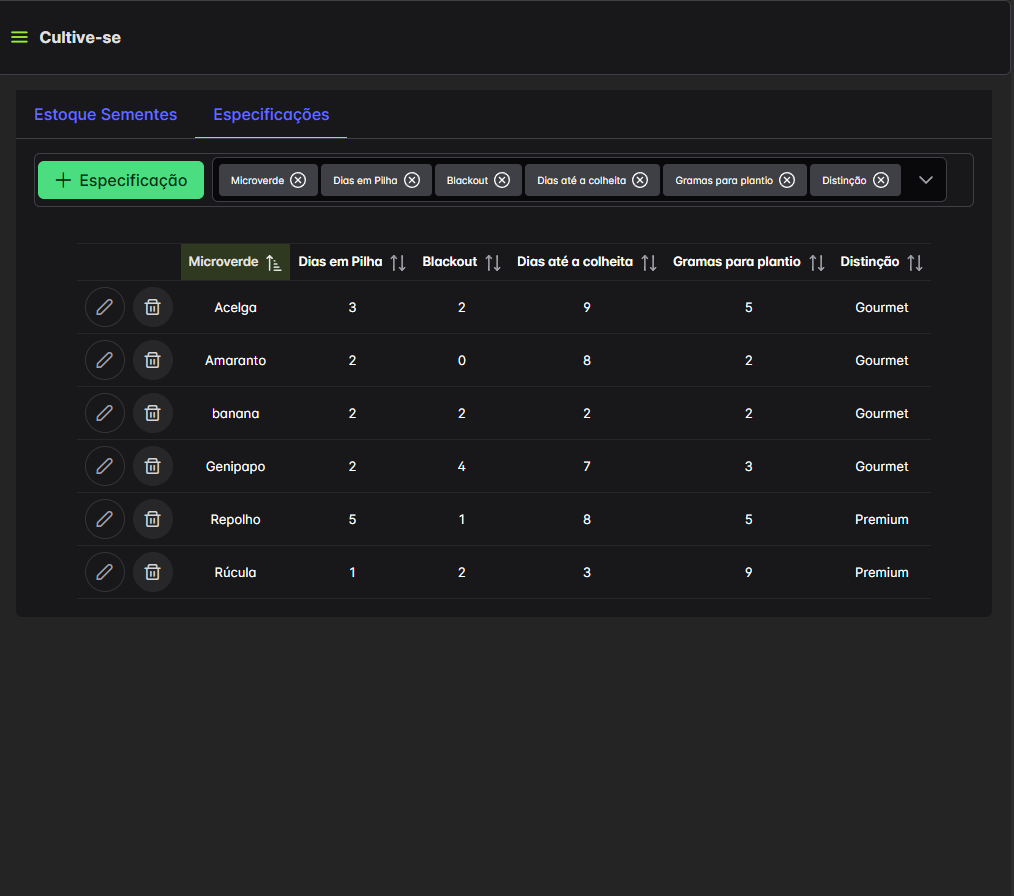 Cultive-se
Estoque Sementes Especificações
Especificação Microverde Dias em Pilha Blackout Dias até a colheita Gramas para plantio Distinção
Microverde Dias em Pilha Blackout Dias até a colheita Gramas para plantio Distinção
Acelga 3 2 9 5 Gourmet
Amaranto 2 0 8 2 Gourmet
banana 2 2 2 2 Gourmet
Genipapo 2 4 7 3 Gourmet
Repolho 5 1 8 5 Premium
Rúcula 1 2 3 9 Premium